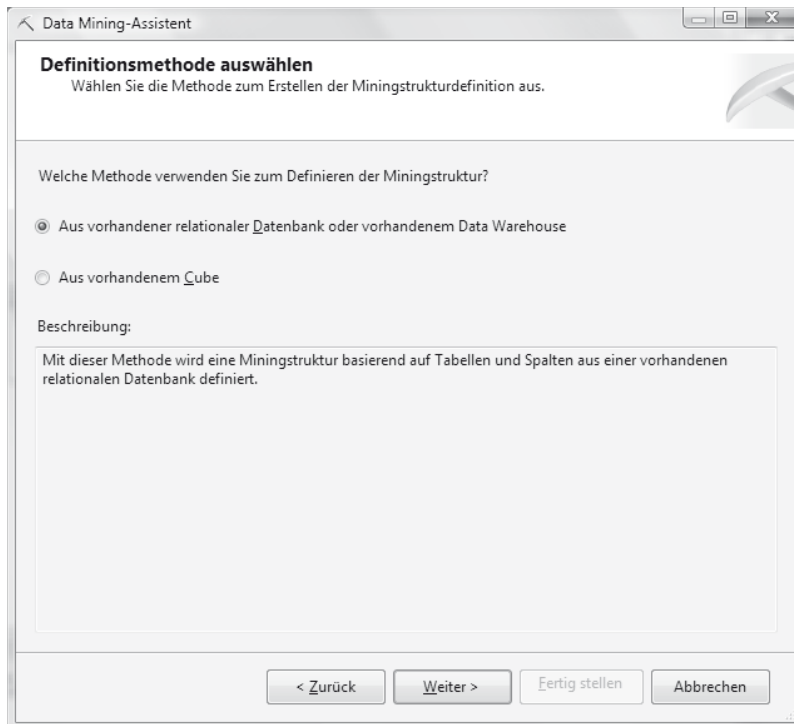 Data Mining-Assistent
Definitionsmethode auswählen
Wählen Sie die Methode zum Erstellen der Miningstrukturdefinition aus.
Welche Methode verwenden Sie zum Definieren der Miningstruktur?
Aus vorhandener relationaler Datenbank oder vorhandenem Data Warehouse
Aus vorhandenem Cube
Beschreibung:
Mit dieser Methode wird eine Miningstruktur basierend auf Tabellen und Spalten aus einer vorhandenen
relationalen Datenbank definiert.
< Zurück Weiter > Fertig stellen Abbrechen